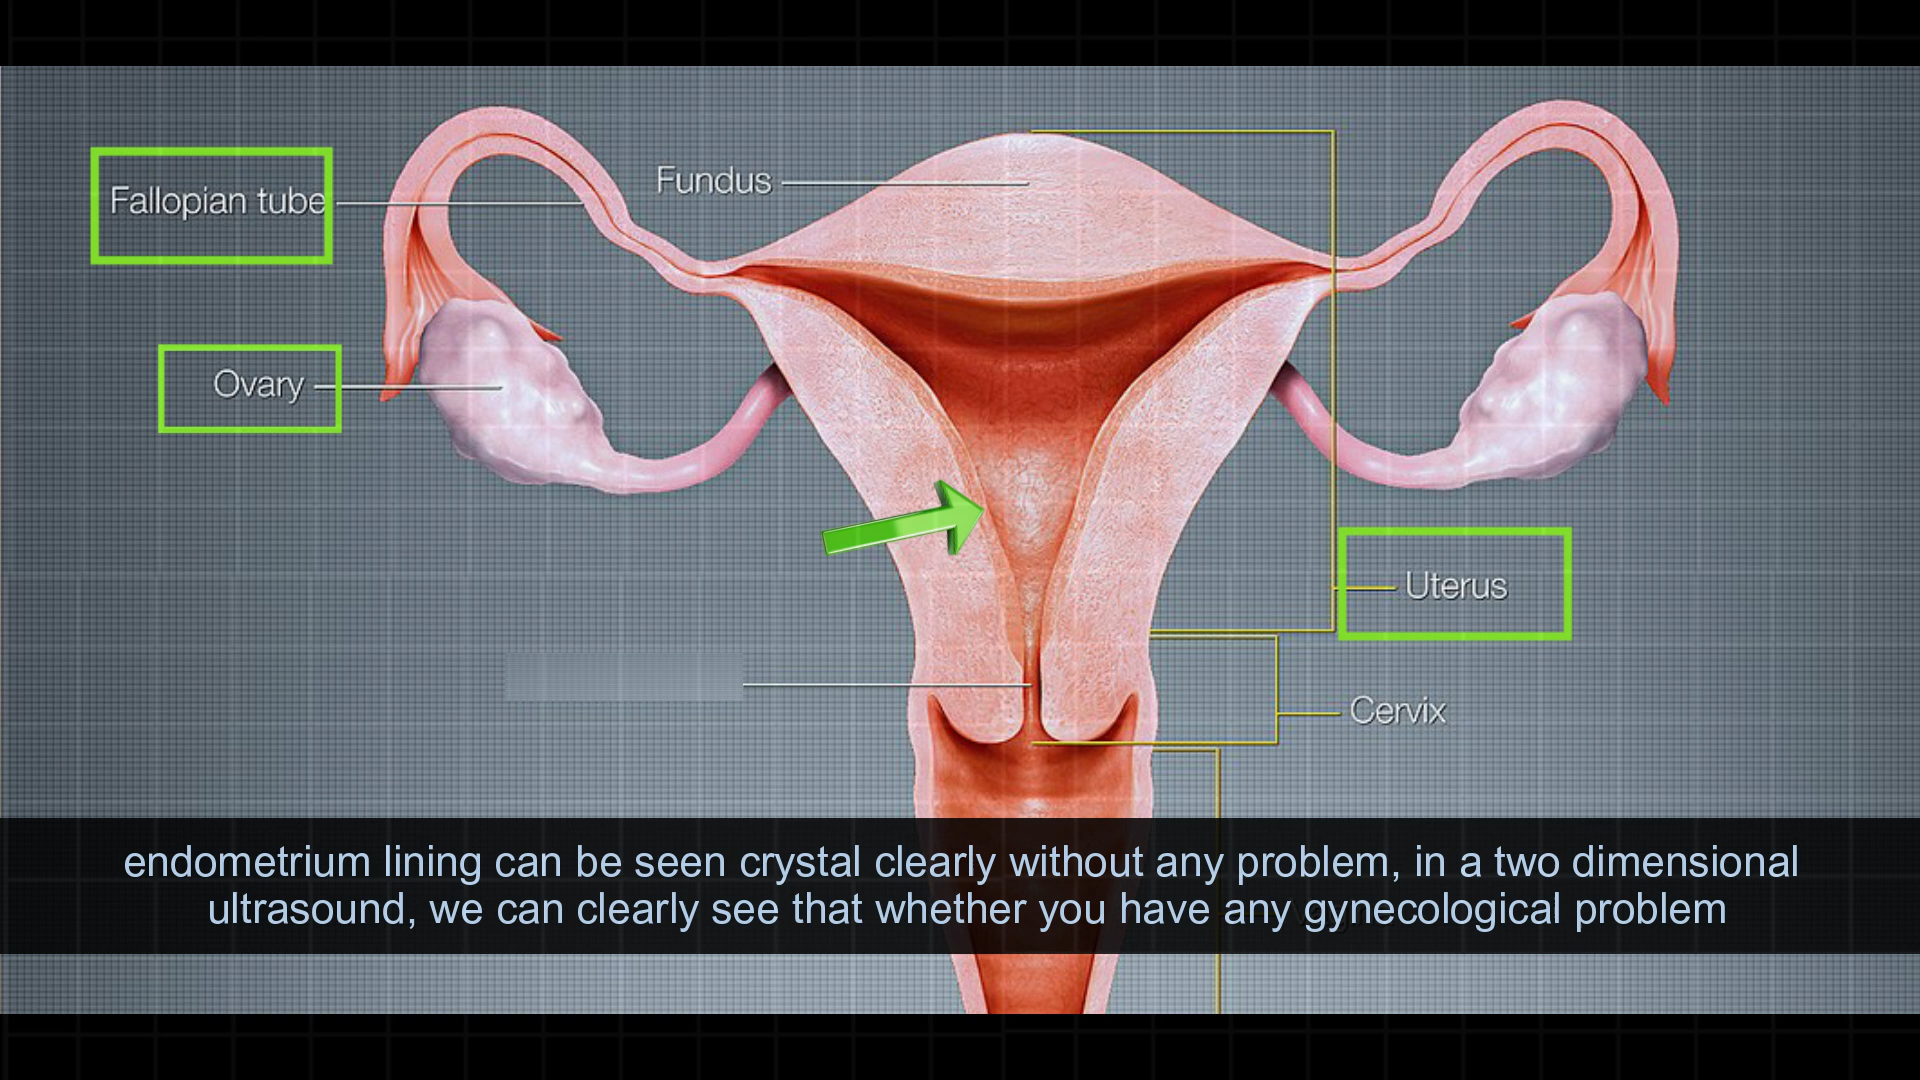 Fundus
Fallopian tube
Ovary
Uterus
Cervix
endometrium lining can be seen crystal clearly without any problem, in a two dimensional
ultrasound, we can clearly see that whether you have any gynecological problem